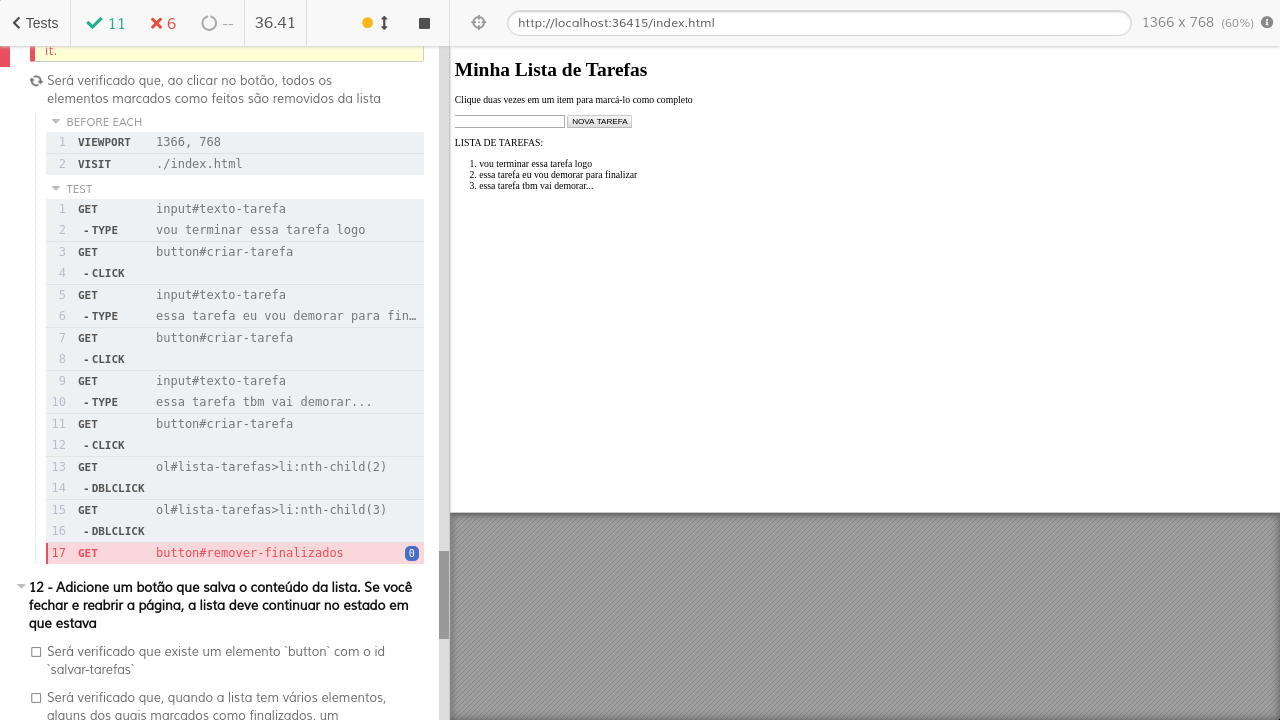 Tests
11
6
--
36.41
http://localhost:36415/index.html
1366 x 768 (60%)
it.
Será verificado que, ao clicar no botão, todos os
elementos marcados como feitos são removidos da lista
BEFORE EACH
1 VIEWPORT 1366, 768
2 VISIT ./index.html
TEST
1 GET input#texto-tarefa
2 -TYPE vou terminar essa tarefa logo
3 GET button#criar-tarefa
4 -CLICK
5 GET input#texto-tarefa
6 -TYPE essa tarefa eu vou demorar para fin…
7 GET button#criar-tarefa
8 -CLICK
9 GET input#texto-tarefa
10 -TYPE essa tarefa tbm vai demorar...
11 GET button#criar-tarefa
12 -CLICK
13 GET ol#lista-tarefas>li:nth-child(2)
14 -DBLCLICK
15 GET ol#lista-tarefas>li:nth-child(3)
16 -DBLCLICK
17 GET button#remover-finalizados 0
12 - Adicione um botão que salva o conteúdo da lista. Se você
fechar e reabrir a página, a lista deve continuar no estado em
que estava
Será verificado que existe um elemento `button` com o id
`salvar-tarefas`
Será verificado que, quando a lista tem vários elementos,
alguns dos quais marcados como finalizados, um
Minha Lista de Tarefas
Clique duas vezes em um item para marcá-lo como completo
NOVA TAREFA
LISTA DE TAREFAS:
1. vou terminar essa tarefa logo
2. essa tarefa eu vou demorar para finalizar
3. essa tarefa tbm vai demorar...